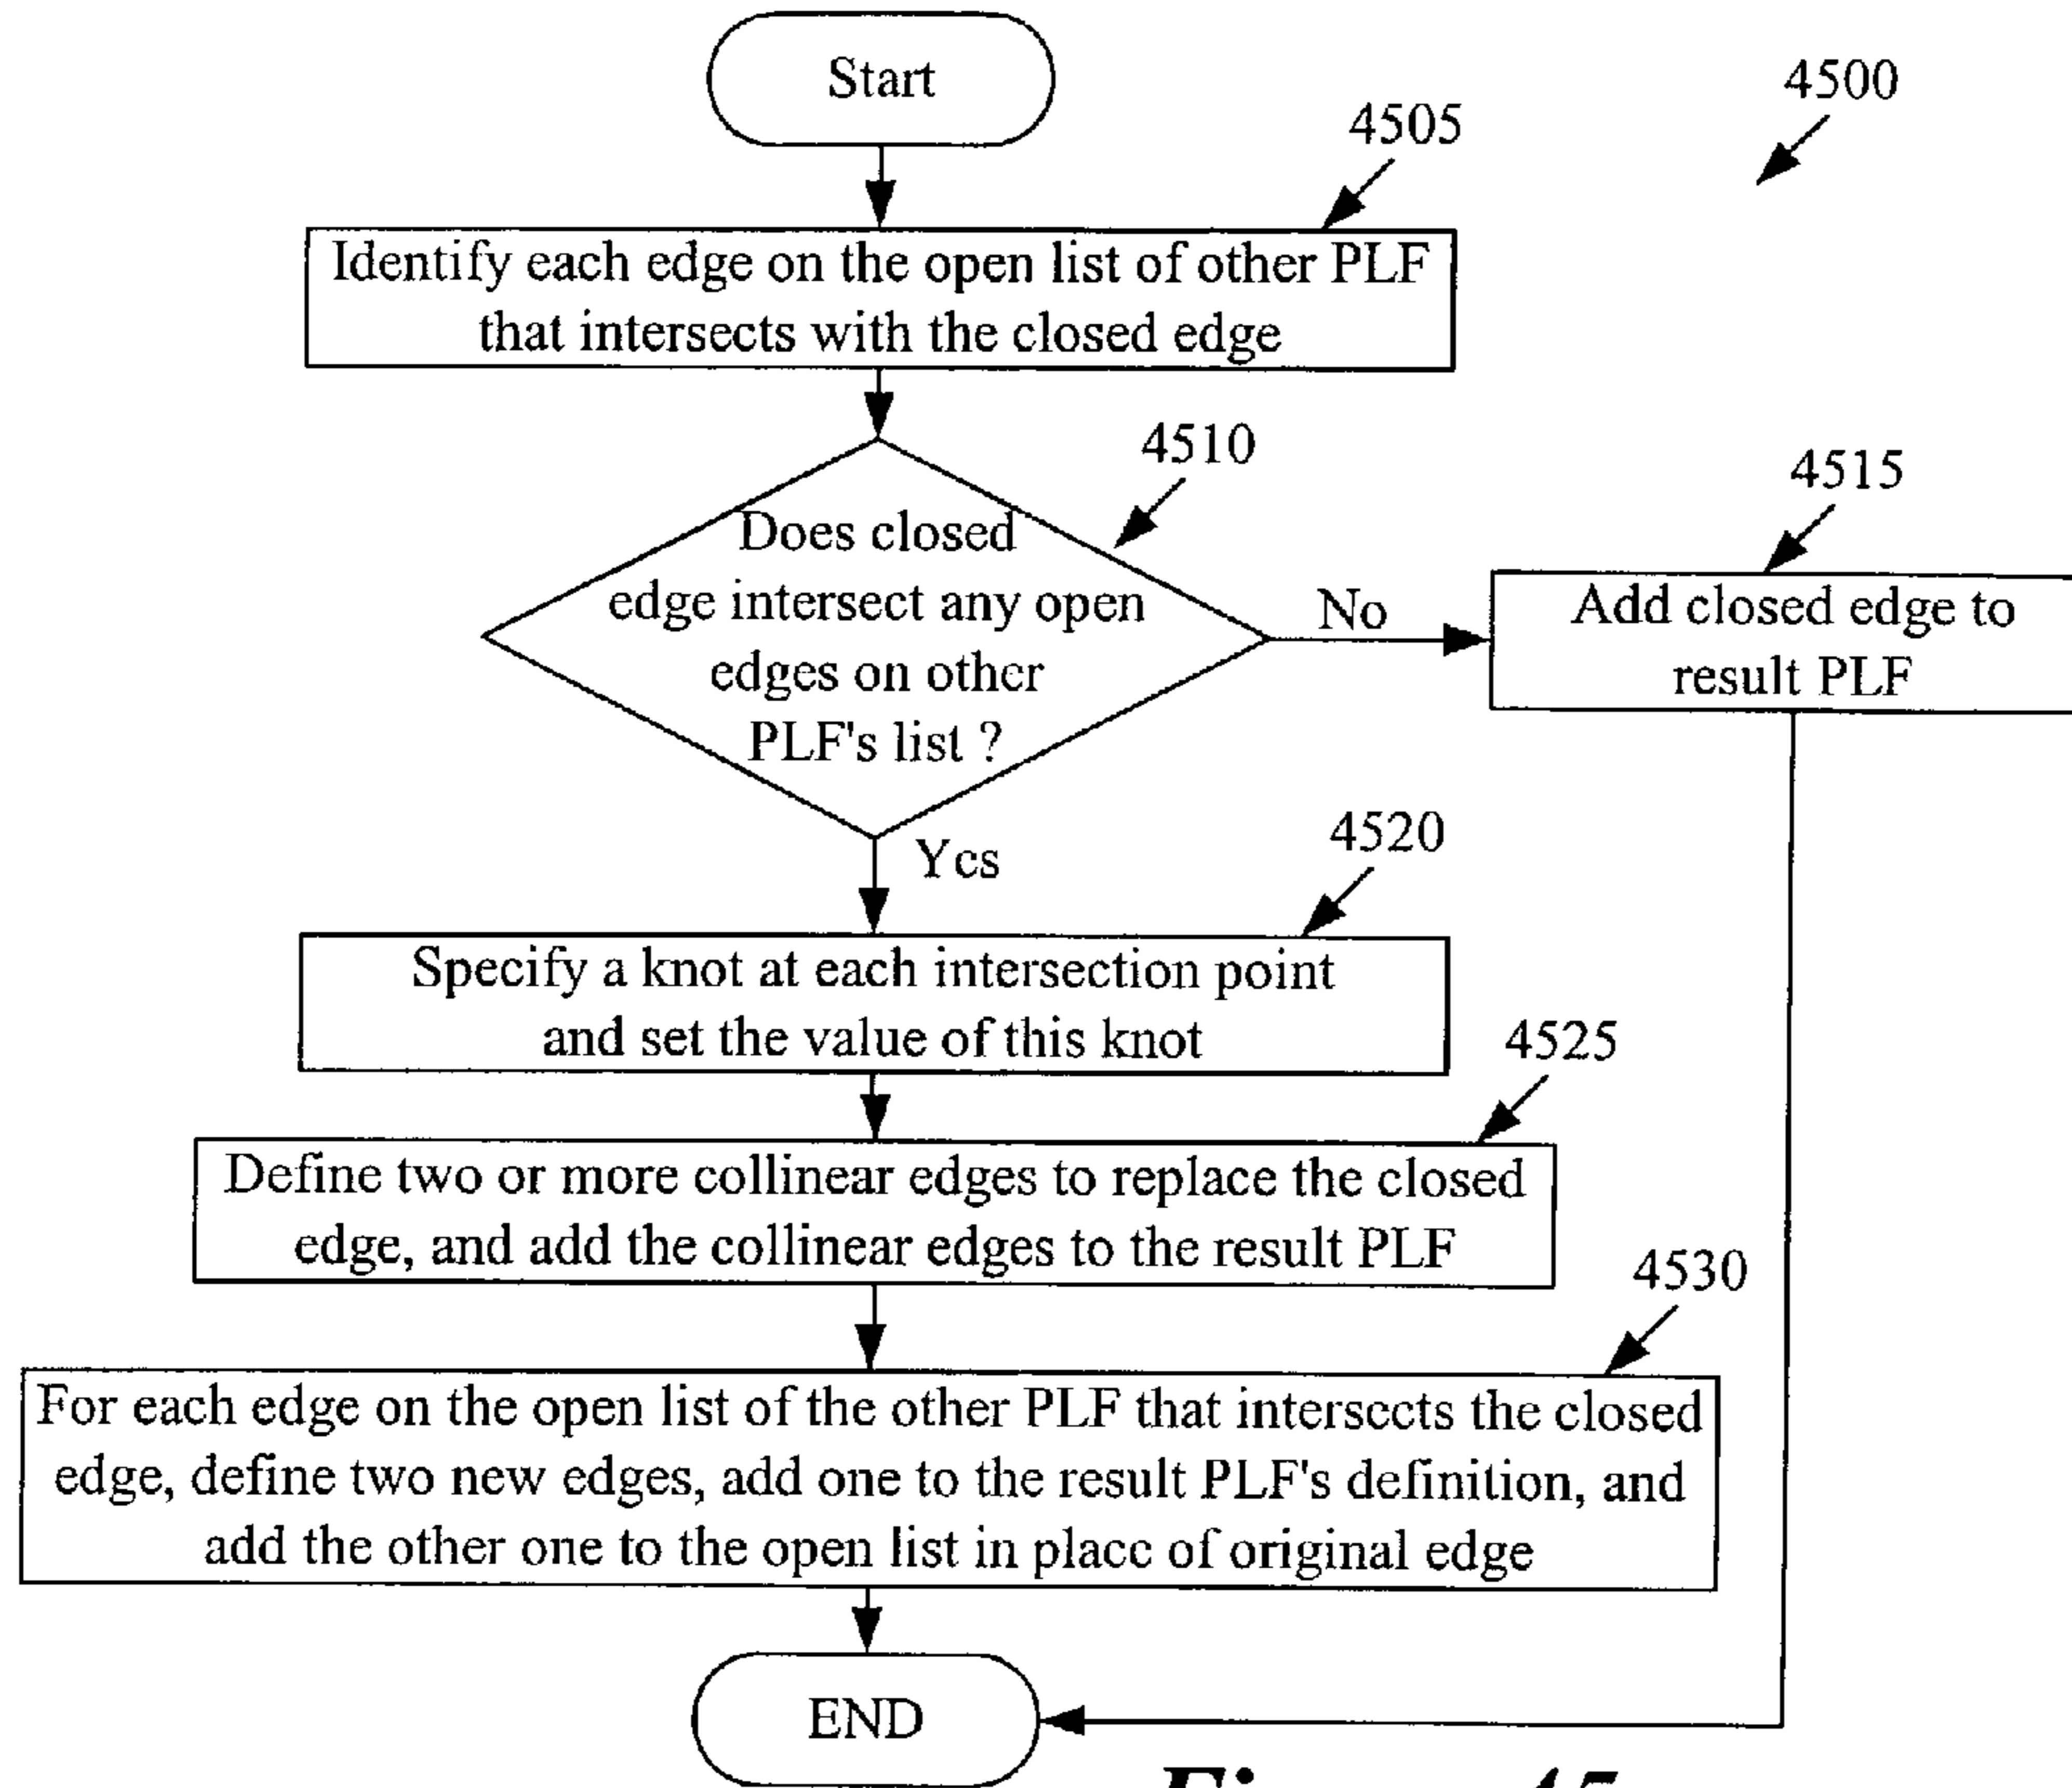 Start
4500
4505
Identify each edge on the open list of other PLF
that intersects with the closed edge
4510
Does closed
edge intersect any open
edges on other
PLF's list ?
No
4515
Add closed edge to
result PLF
Yes
4520
Specify a knot at each intersection point
and set the value of this knot
4525
Define two or more collinear edges to replace the closed
edge, and add the collinear edges to the result PLF
4530
For each edge on the open list of the other PLF that intersects the closed
edge, define two new edges, add one to the result PLF's definition, and
add the other one to the open list in place of original edge
END